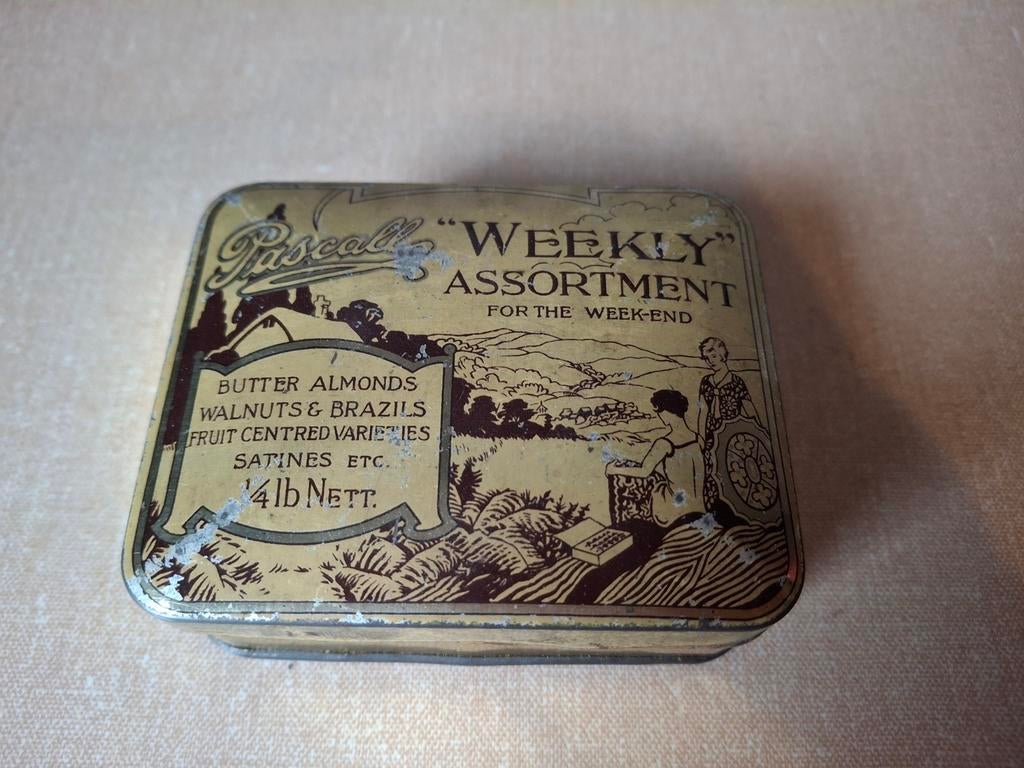 Pascall
"WEEKLY"
ASSORTMENT
FOR THE WEEK-END
BUTTER ALMONDS
WALNUTS & BRAZILS
FRUIT CENTRED VARIETIES
SATINES ETC.
1/4 lb NETT.